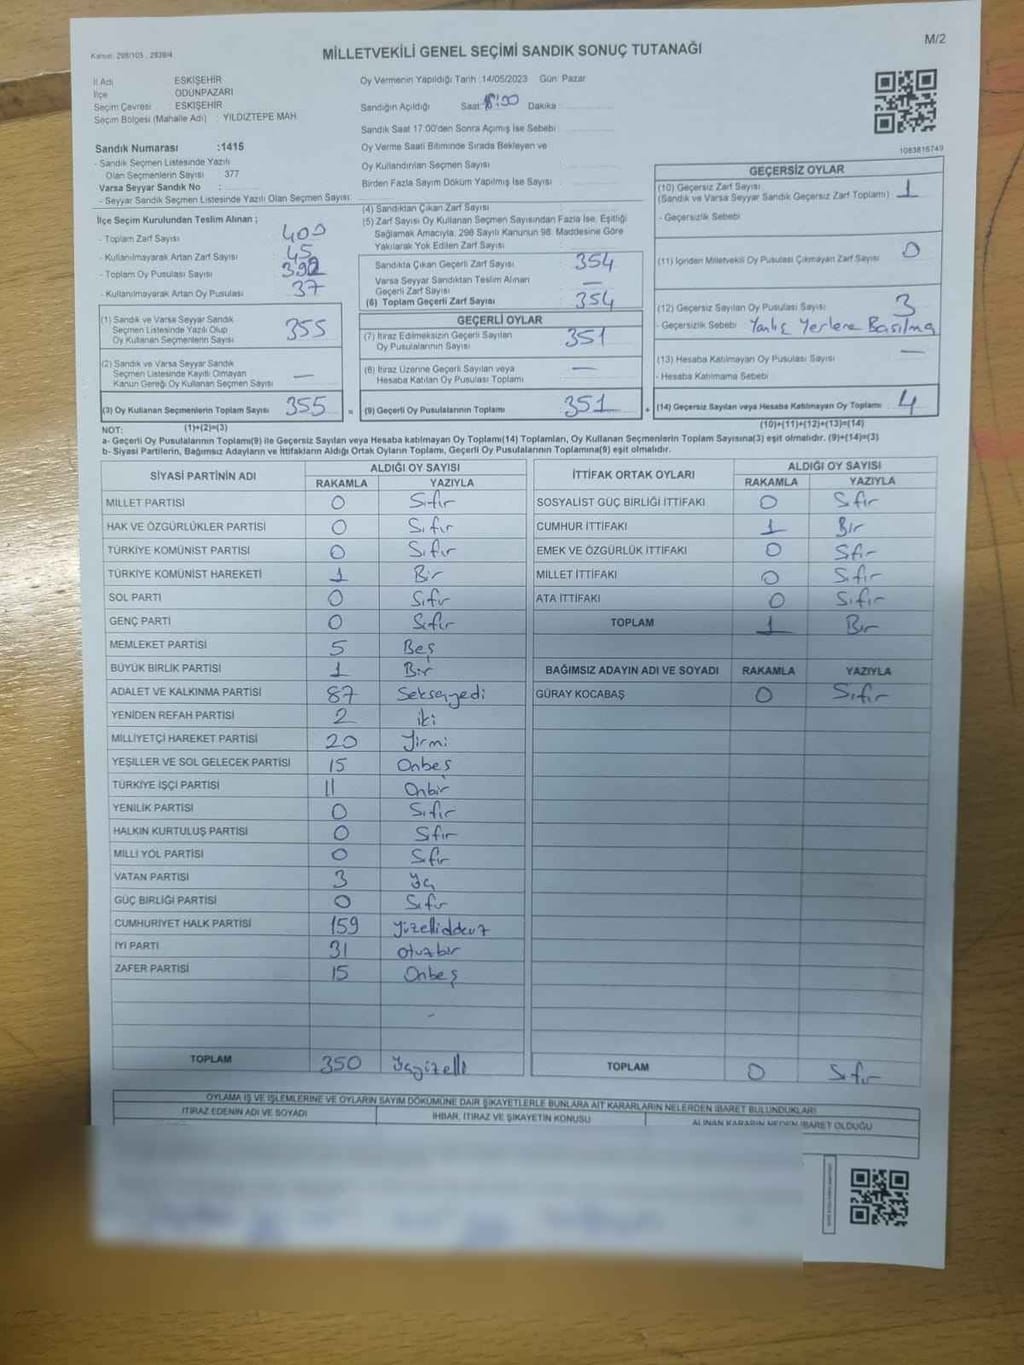 Kanun: 298/105 , 2839/4
M/2
MİLLETVEKİLİ GENEL SEÇİMİ SANDIK SONUÇ TUTANAĞI
İl Adı : ESKİŞEHİR
İlçe : ODUNPAZARI
Seçim Çevresi : ESKİŞEHİR
Seçim Bölgesi (Mahalle Adı) : YILDIZTEPE MAH.
Sandık Numarası :1415
- Sandık Seçmen Listesinde Yazılı
Olan Seçmenlerin Sayısı : 377
Varsa Seyyar Sandık No :
- Seyyar Sandık Seçmen Listesinde Yazılı Olan Seçmen Sayısı:
Oy Vermenin Yapıldığı Tarih :14/05/2023 Gün: Pazar
Sandığın Açıldığı Saat: Dakika
Sandık Saat 17.00'den Sonra Açılmış İse Sebebi :
Oy Verme Saati Bitiminde Sırada Bekleyen ve
Oy Kullandırılan Seçmen Sayısı :
Birden Fazla Sayım Döküm Yapılmış İse Sayısı :
1083815749
İlçe Seçim Kurulundan Teslim Alınan ;
- Toplam Zarf Sayısı : 400
- Kullanılmayarak Artan Zarf Sayısı : 45
- Toplam Oy Pusulası Sayısı : 392
- Kullanılmayarak Artan Oy Pusulası : 37
(1) Sandık ve Varsa Seyyar Sandık
Seçmen Listesinde Yazılı Olup
Oy Kullanan Seçmenlerin Sayısı 355
(2) Sandık ve Varsa Seyyar Sandık
Seçmen Listesinde Kayıtlı Olmayan
Kanun Gereği Oy Kullanan Seçmen Sayısı —
(3) Oy Kullanan Seçmenlerin Toplam Sayısı 355 =
(4) Sandıktan Çıkan Zarf Sayısı :
(5) Zarf Sayısı Oy Kullanan Seçmen Sayısından Fazla İse, Eşitliği
Sağlamak Amacıyla, 298 Sayılı Kanunun 98. Maddesine Göre
Yakılarak Yok Edilen Zarf Sayısı :
Sandıkta Çıkan Geçerli Zarf Sayısı : 354
Varsa Seyyar Sandıktan Teslim Alınan
Geçerli Zarf Sayısı : —
(6) Toplam Geçerli Zarf Sayısı : 354
GEÇERLİ OYLAR
(7) İtiraz Edilmeksizin Geçerli Sayılan
Oy Pusulalarının Sayısı : 351
(8) İtiraz Üzerine Geçerli Sayılan veya
Hesaba Katılan Oy Pusulası Toplamı : —
(9) Geçerli Oy Pusulalarının Toplamı : 351 +
GEÇERSİZ OYLAR
(10) Geçersiz Zarf Sayısı
(Sandık ve Varsa Seyyar Sandık Geçersiz Zarf Toplamı) : 1
- Geçersizlik Sebebi :
(11) İçinden Milletvekili Oy Pusulası Çıkmayan Zarf Sayısı : 0
(12) Geçersiz Sayılan Oy Pusulası Sayısı : 3
- Geçersizlik Sebebi : Yanlış Yerlere Basılma
(13) Hesaba Katılmayan Oy Pusulası Sayısı : —
- Hesaba Katılmama Sebebi :
(14) Geçersiz Sayılan veya Hesaba Katılmayan Oy Toplamı : 4
NOT: (1)+(2)=(3) (10)+(11)+(12)+(13)=(14)
a- Geçerli Oy Pusulalarının Toplamı(9) ile Geçersiz Sayılan veya Hesaba katılmayan Oy Toplamı(14) Toplamları, Oy Kullanan Seçmenlerin Toplam Sayısına(3) eşit olmalıdır. (9)+(14)=(3)
b- Siyasi Partilerin, Bağımsız Adayların ve İttifakların Aldığı Ortak Oyların Toplamı, Geçerli Oy Pusulalarının Toplamına(9) eşit olmalıdır.
SİYASİ PARTİNİN ADI ALDIĞI OY SAYISI
RAKAMLA YAZIYLA
MİLLET PARTİSİ 0 Sıfır
HAK VE ÖZGÜRLÜKLER PARTİSİ 0 Sıfır
TÜRKİYE KOMÜNİST PARTİSİ 0 Sıfır
TÜRKİYE KOMÜNİST HAREKETİ 1 Bir
SOL PARTİ 0 Sıfır
GENÇ PARTİ 0 Sıfır
MEMLEKET PARTİSİ 5 Beş
BÜYÜK BİRLİK PARTİSİ 1 Bir
ADALET VE KALKINMA PARTİSİ 87 Seksenyedi
YENİDEN REFAH PARTİSİ 2 iki
MİLLİYETÇİ HAREKET PARTİSİ 20 Yirmi
YEŞİLLER VE SOL GELECEK PARTİSİ 15 Onbeş
TÜRKİYE İŞÇİ PARTİSİ 11 Onbir
YENİLİK PARTİSİ 0 Sıfır
HALKIN KURTULUŞ PARTİSİ 0 Sıfır
MİLLİ YOL PARTİSİ 0 Sıfır
VATAN PARTİSİ 3 Üç
GÜÇ BİRLİĞİ PARTİSİ 0 Sıfır
CUMHURİYET HALK PARTİSİ 159 Yüzellidokuz
İYİ PARTİ 31 Otuzbir
ZAFER PARTİSİ 15 Onbeş
TOPLAM 350 Üçyüzelli
İTTİFAK ORTAK OYLARI ALDIĞI OY SAYISI
RAKAMLA YAZIYLA
SOSYALİST GÜÇ BİRLİĞİ İTTİFAKI 0 Sıfır
CUMHUR İTTİFAKI 1 Bir
EMEK VE ÖZGÜRLÜK İTTİFAKI 0 Sıfır
MİLLET İTTİFAKI 0 Sıfır
ATA İTTİFAKI 0 Sıfır
TOPLAM 1 Bir
BAĞIMSIZ ADAYIN ADI VE SOYADI RAKAMLA YAZIYLA
GÜRAY KOCABAŞ 0 Sıfır
TOPLAM 0 Sıfır
OYLAMA İŞ VE İŞLEMLERİNE VE OYLARIN SAYIM DÖKÜMÜNE DAİR ŞİKAYETLERLE BUNLARA AİT KARARLARIN NELERDEN İBARET BULUNDUKLARI
İTİRAZ EDENİN ADI VE SOYADI İHBAR, İTİRAZ VE ŞİKAYETİN KONUSU ALINAN KARARIN NEDEN İBARET OLDUĞU